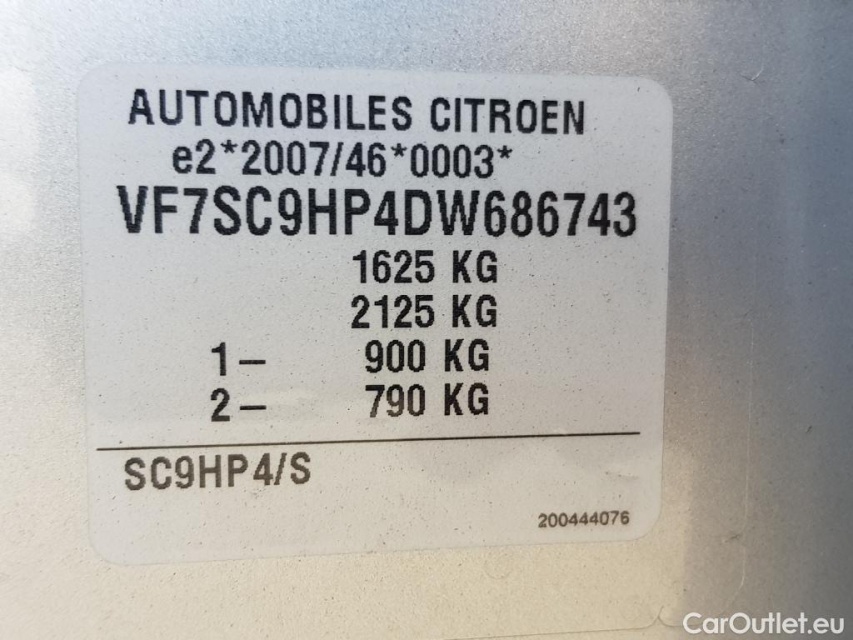 AUTOMOBILES CITROEN
e2*2007/46*0003*
VF7SC9HP4DW686743
1625 KG
2125 KG
1– 900 KG
2– 790 KG
SC9HP4/S
200444076
CarOutlet.eu